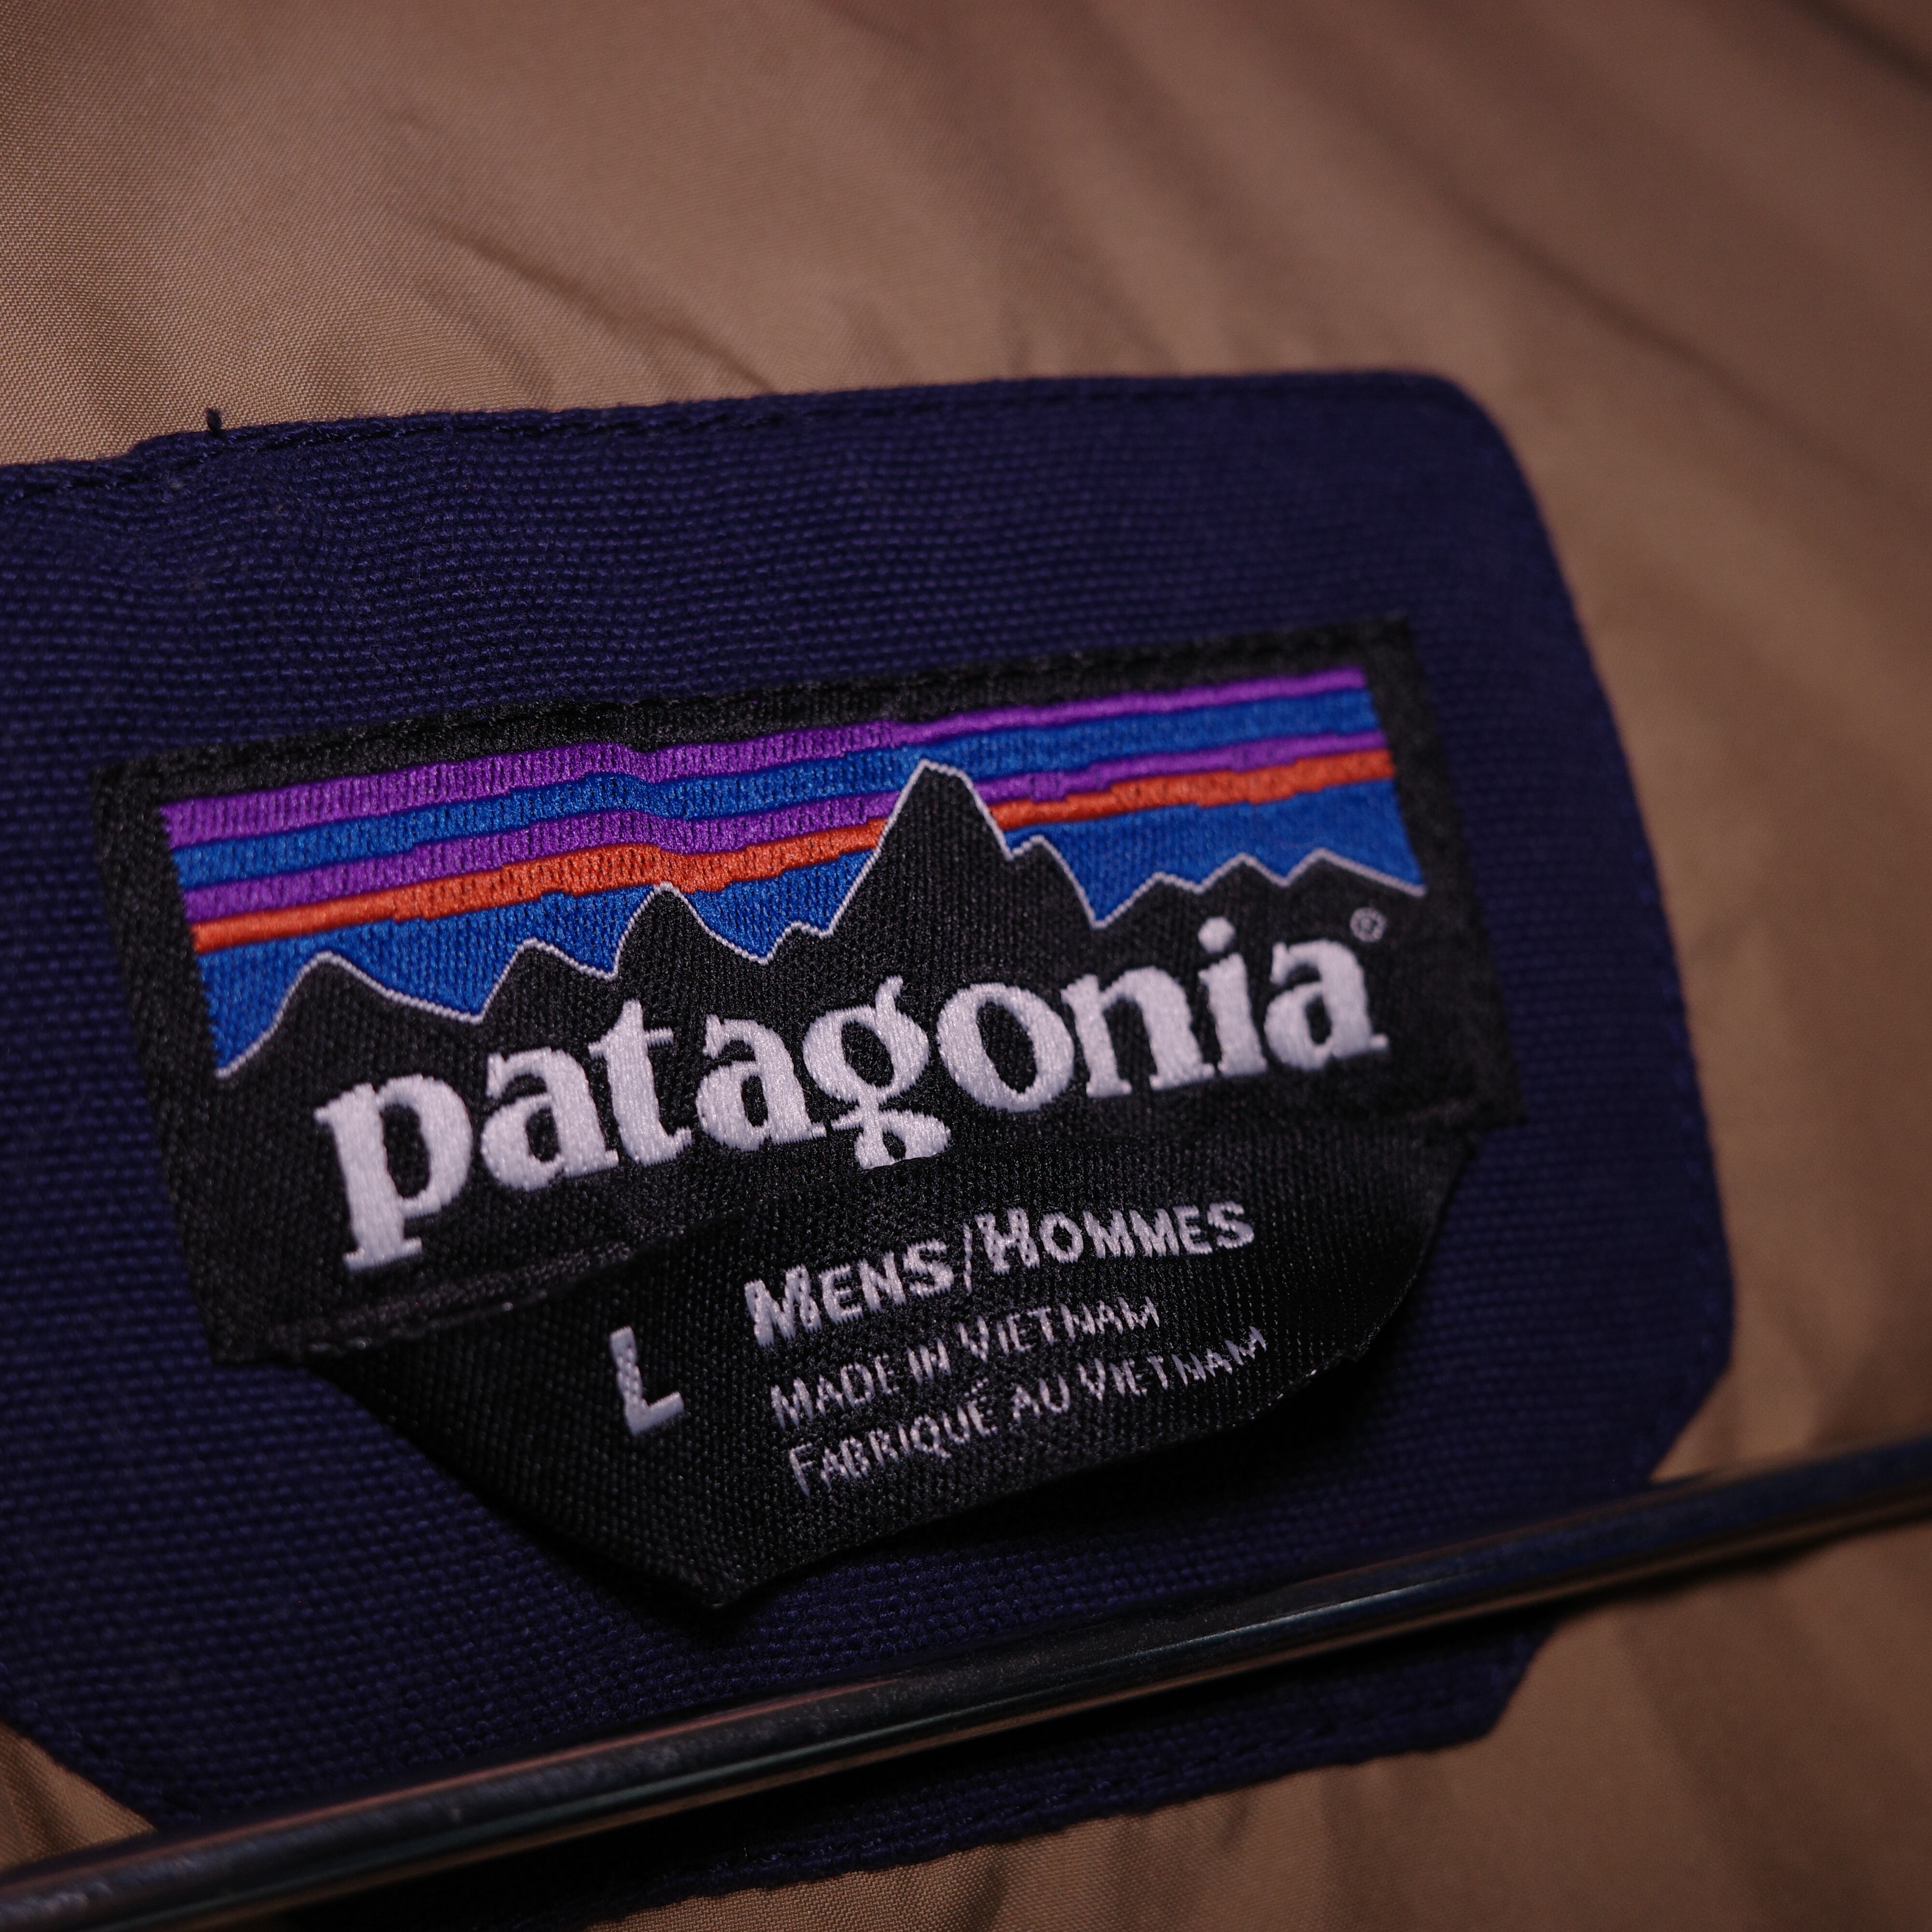 patagonia®
L
MENS/HOMMES
MADE IN VIETNAM
FABRIQUÉ AU VIETNAM